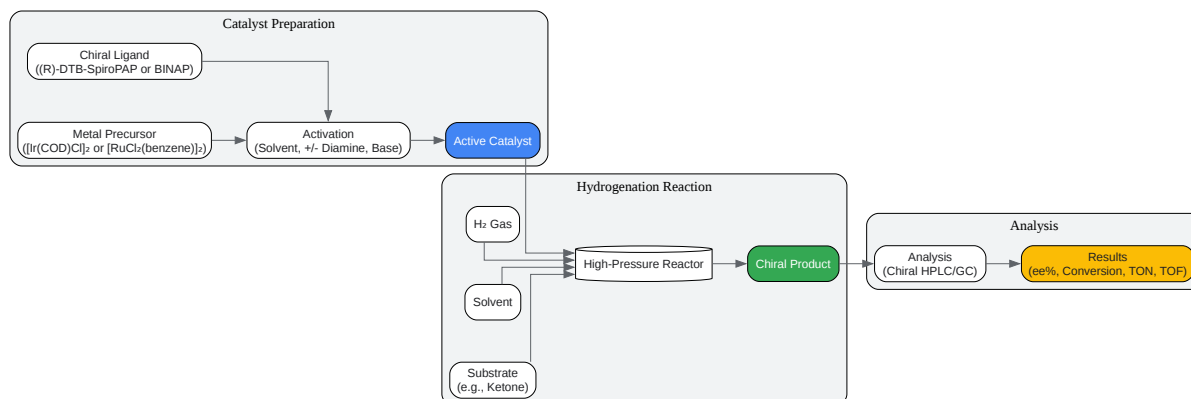 Catalyst Preparation
Chiral Ligand
((R)-DTB-SpiroPAP or BINAP)
Metal Precursor
([Ir(COD)Cl]₂ or [RuCl₂(benzene)]₂)
Activation
(Solvent, +/- Diamine, Base)
Active Catalyst
Hydrogenation Reaction
H₂ Gas
Solvent
Substrate
(e.g., Ketone)
High-Pressure Reactor
Chiral Product
Analysis
Analysis
(Chiral HPLC/GC)
Results
(ee%, Conversion, TON, TOF)